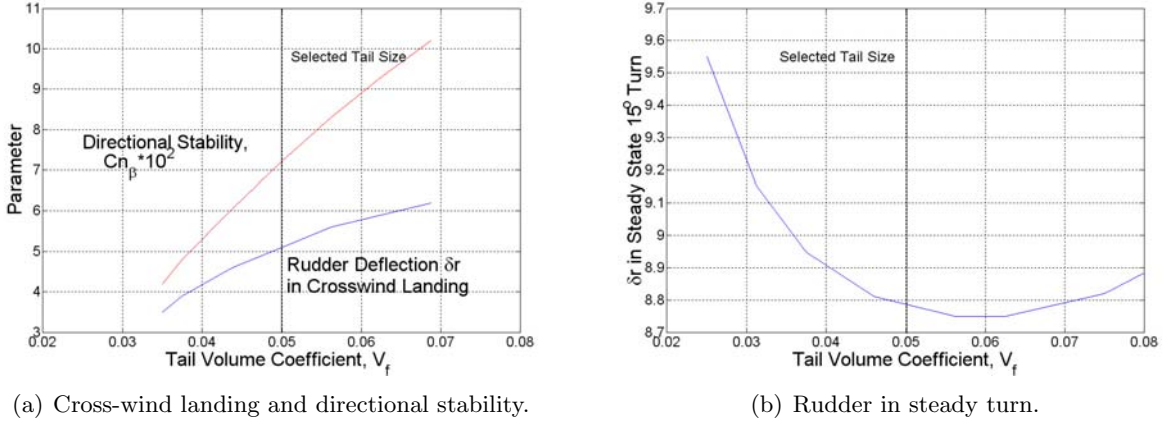 11
10
9
8
7
6
5
4
3
Parameter
Selected Tail Size
Directional Stability,
Cnβ*10²
Rudder Deflection δr
in Crosswind Landing
0.02 0.03 0.04 0.05 0.06 0.07 0.08
Tail Volume Coefficient, Vf
(a) Cross-wind landing and directional stability.
9.7
9.6
9.5
9.4
9.3
9.2
9.1
9
8.9
8.8
8.7
δr in Steady State 15° Turn
Selected Tail Size
0.02 0.03 0.04 0.05 0.06 0.07 0.08
Tail Volume Coefficient, Vf
(b) Rudder in steady turn.